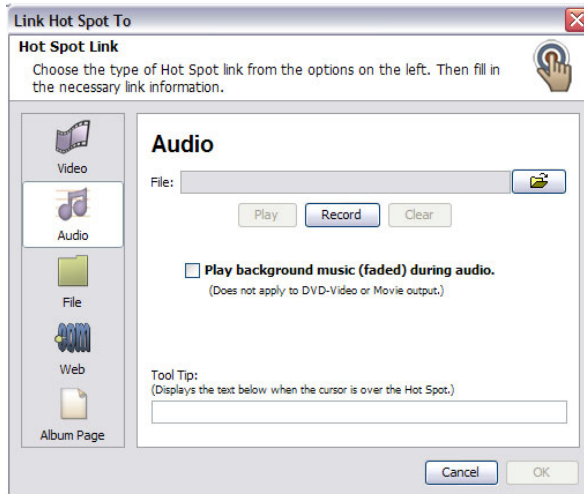 Link Hot Spot To
Hot Spot Link
Choose the type of Hot Spot link from the options on the left. Then fill in
the necessary link information.
Video
Audio
File
com
Web
Album Page
Audio
File:
Play
Record
Clear
Play background music (faded) during audio.
(Does not apply to DVD-Video or Movie output.)
Tool Tip:
(Displays the text below when the cursor is over the Hot Spot.)
Cancel
OK